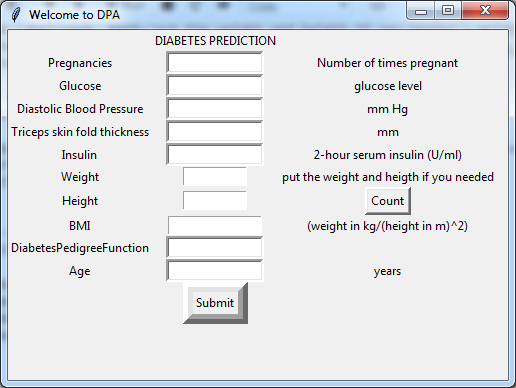 Welcome to DPA
DIABETES PREDICTION
Pregnancies Number of times pregnant
Glucose glucose level
Diastolic Blood Pressure mm Hg
Triceps skin fold thickness mm
Insulin 2-hour serum insulin (U/ml)
Weight put the weight and heigth if you needed
Height Count
BMI (weight in kg/(height in m)^2)
DiabetesPedigreeFunction
Age years
Submit